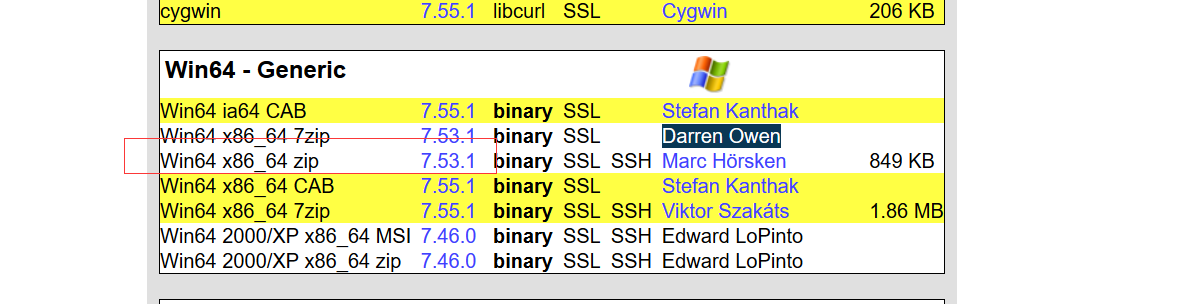 cygwin 7.55.1 libcurl SSL Cygwin 206 KB
Win64 - Generic
Win64 ia64 CAB 7.55.1 binary SSL Stefan Kanthak
Win64 x86_64 7zip 7.53.1 binary SSL Darren Owen
Win64 x86_64 zip 7.53.1 binary SSL SSH Marc Hörsken 849 KB
Win64 x86_64 CAB 7.55.1 binary SSL Stefan Kanthak
Win64 x86_64 7zip 7.55.1 binary SSL SSH Viktor Szakáts 1.86 MB
Win64 2000/XP x86_64 MSI 7.46.0 binary SSL SSH Edward LoPinto
Win64 2000/XP x86_64 zip 7.46.0 binary SSL SSH Edward LoPinto